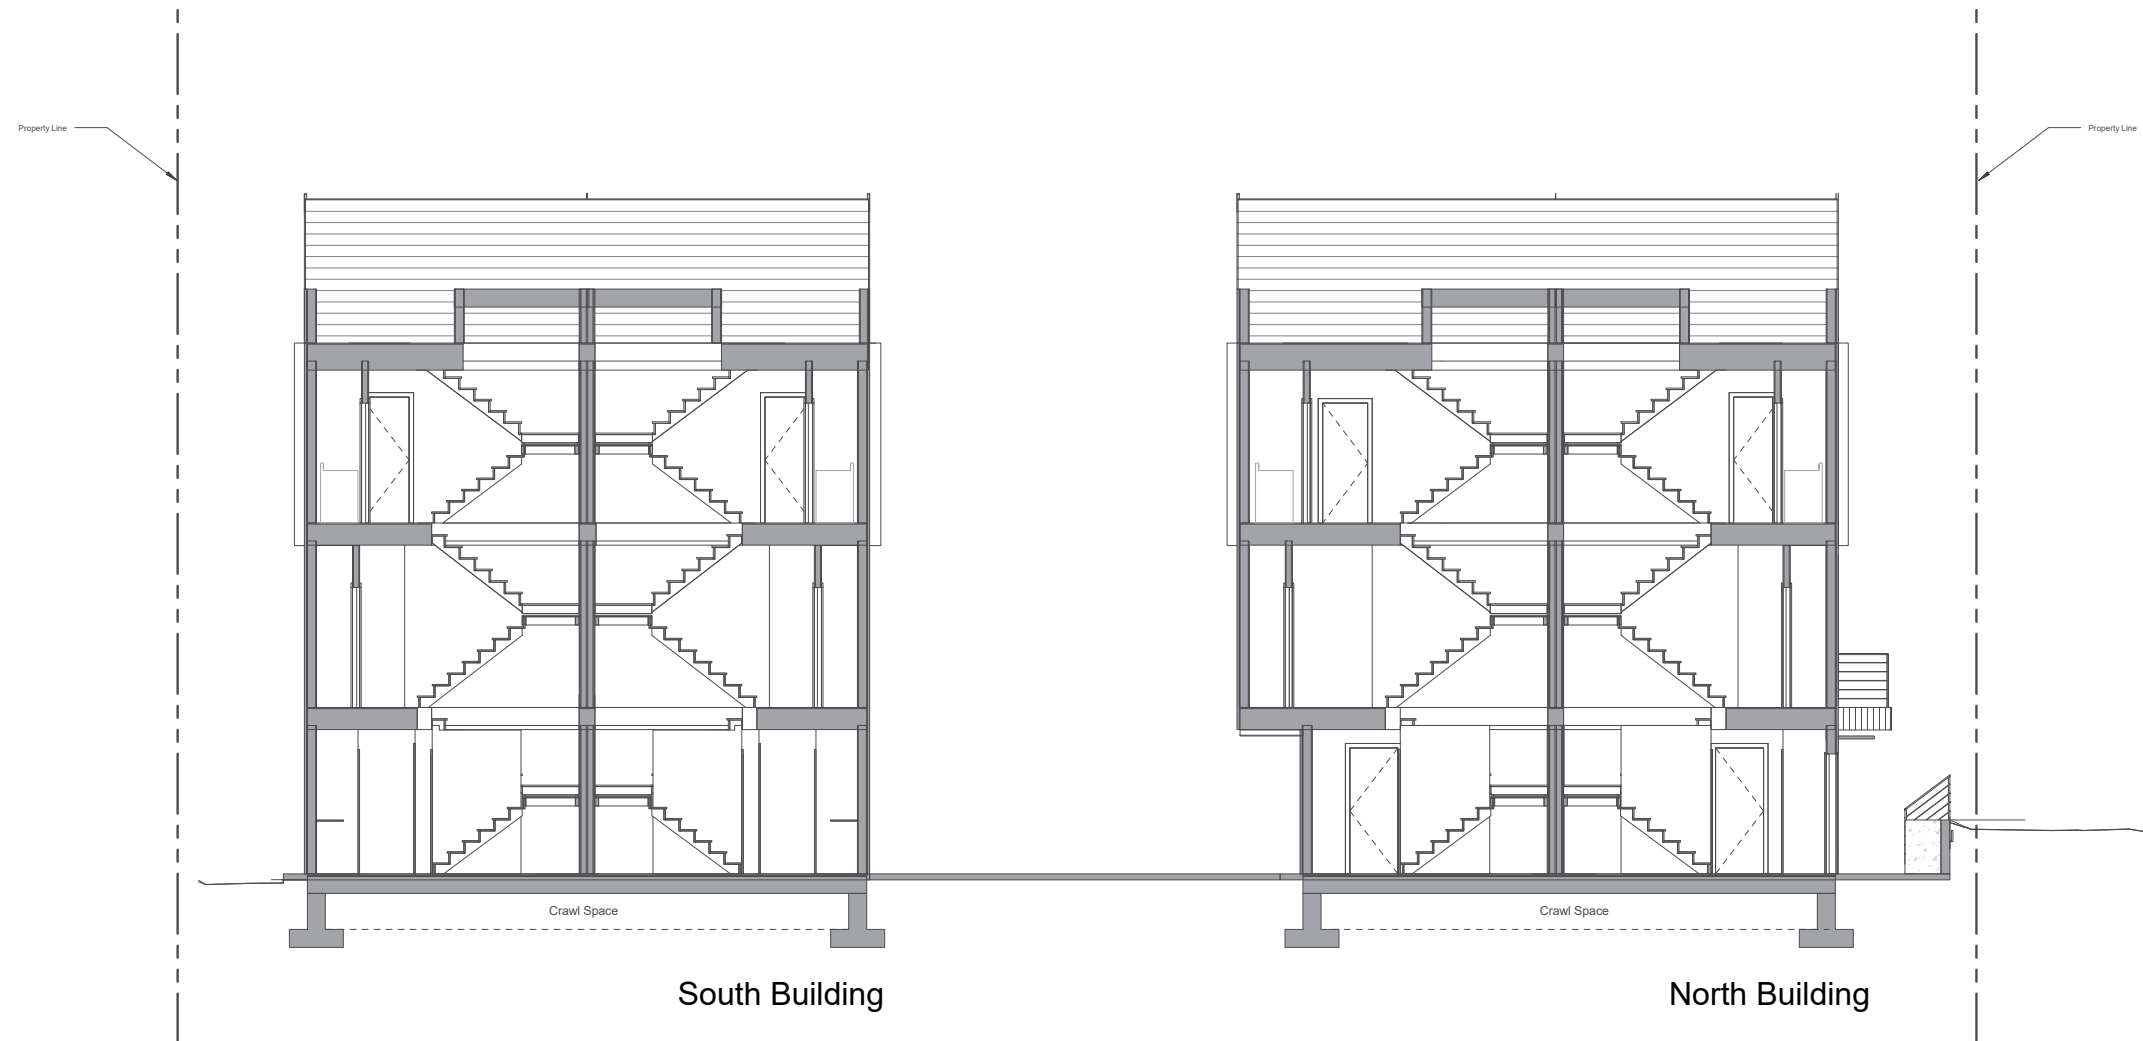 Property Line
Property Line
Crawl Space
Crawl Space
South Building
North Building